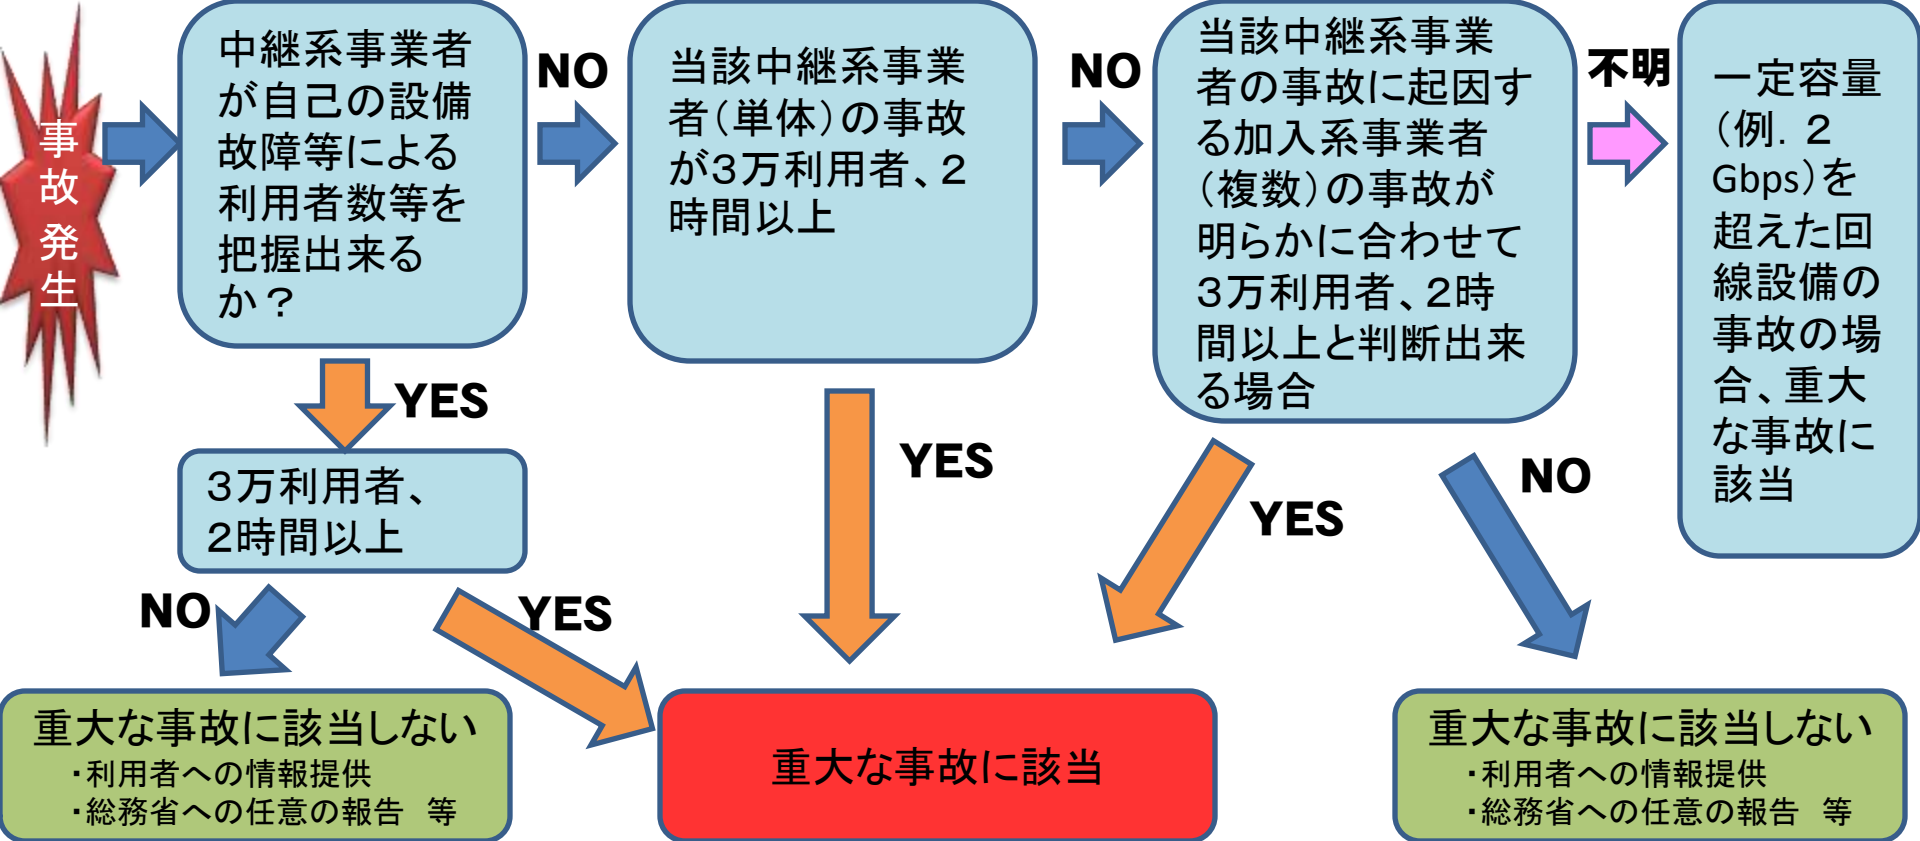 事故発生
中継系事業者
が自己の設備
故障等による
利用者数等を
把握出来る
か？
NO
当該中継系事業
者（単体）の事故
が３万利用者、２
時間以上
NO
当該中継系事業
者の事故に起因す
る加入系事業者
（複数）の事故が
明らかに合わせて
３万利用者、２時
間以上と判断出来
る場合
不明
一定容量
（例．２
Gbps）を
超えた回
線設備の
事故の場
合、重大
な事故に
該当
YES
３万利用者、
２時間以上
YES
YES
NO
NO
YES
重大な事故に該当しない
・利用者への情報提供
・総務省への任意の報告　等
重大な事故に該当
重大な事故に該当しない
・利用者への情報提供
・総務省への任意の報告　等